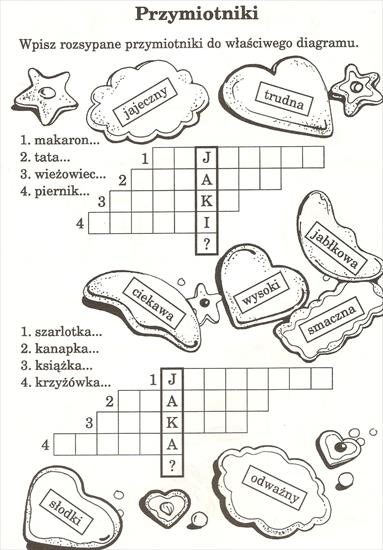 Przymiotniki
Wpisz rozsypane przymiotniki do właściwego diagramu.
jajeczny
trudna
1. makaron...
2. tata...
3. wieżowiec...
4. piernik...
1 J
2 A
3 K
4 I
?
jabłkowa
ciekawa
wysoki
smaczna
1. szarlotka...
2. kanapka...
3. książka...
4. krzyżówka...
1 J
2 A
3 K
4 A
?
słodki
odważny